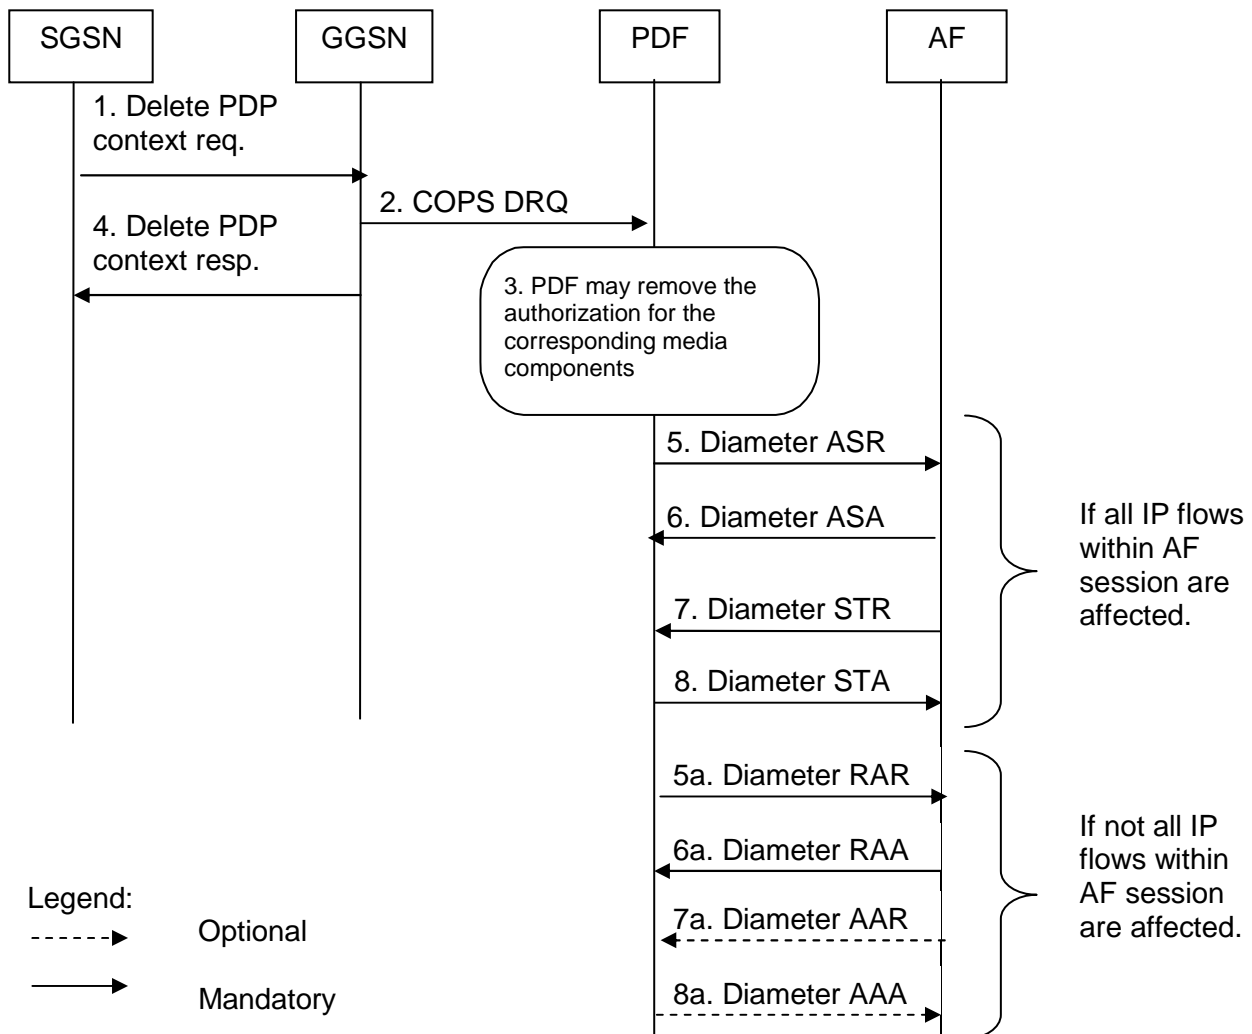 SGSN
GGSN
PDF
AF
1. Delete PDP
context req.
2. COPS DRQ
4. Delete PDP
context resp.
3. PDF may remove the
authorization for the
corresponding media
components
5. Diameter ASR
6. Diameter ASA
7. Diameter STR
8. Diameter STA
If all IP flows
within AF
session are
affected.
5a. Diameter RAR
6a. Diameter RAA
7a. Diameter AAR
8a. Diameter AAA
If not all IP
flows within
AF session
are affected.
Legend:
Optional
Mandatory